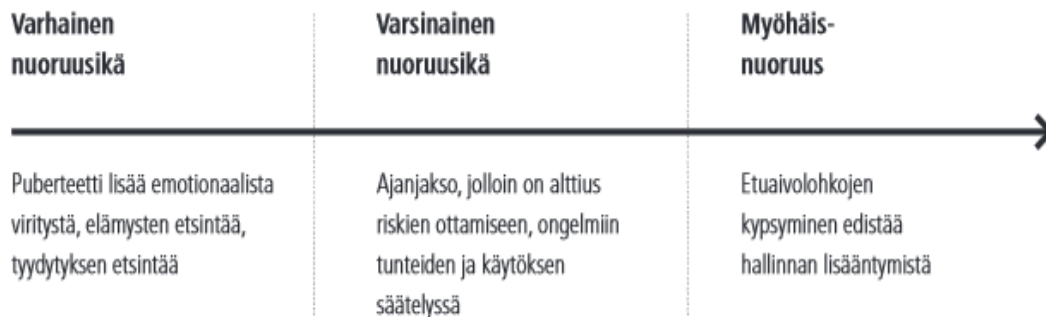 Varhainen
nuoruusikä
Varsinainen
nuoruusikä
Myöhäis-
nuoruus
Puberteetti lisää emotionaalista
viritystä, elämysten etsintää,
tyydytyksen etsintää
Ajanjakso, jolloin on alttius
riskien ottamiseen, ongelmiin
tunteiden ja käytöksen
säätelyssä
Etuaivolohkojen
kypsyminen edistää
hallinnan lisääntymistä